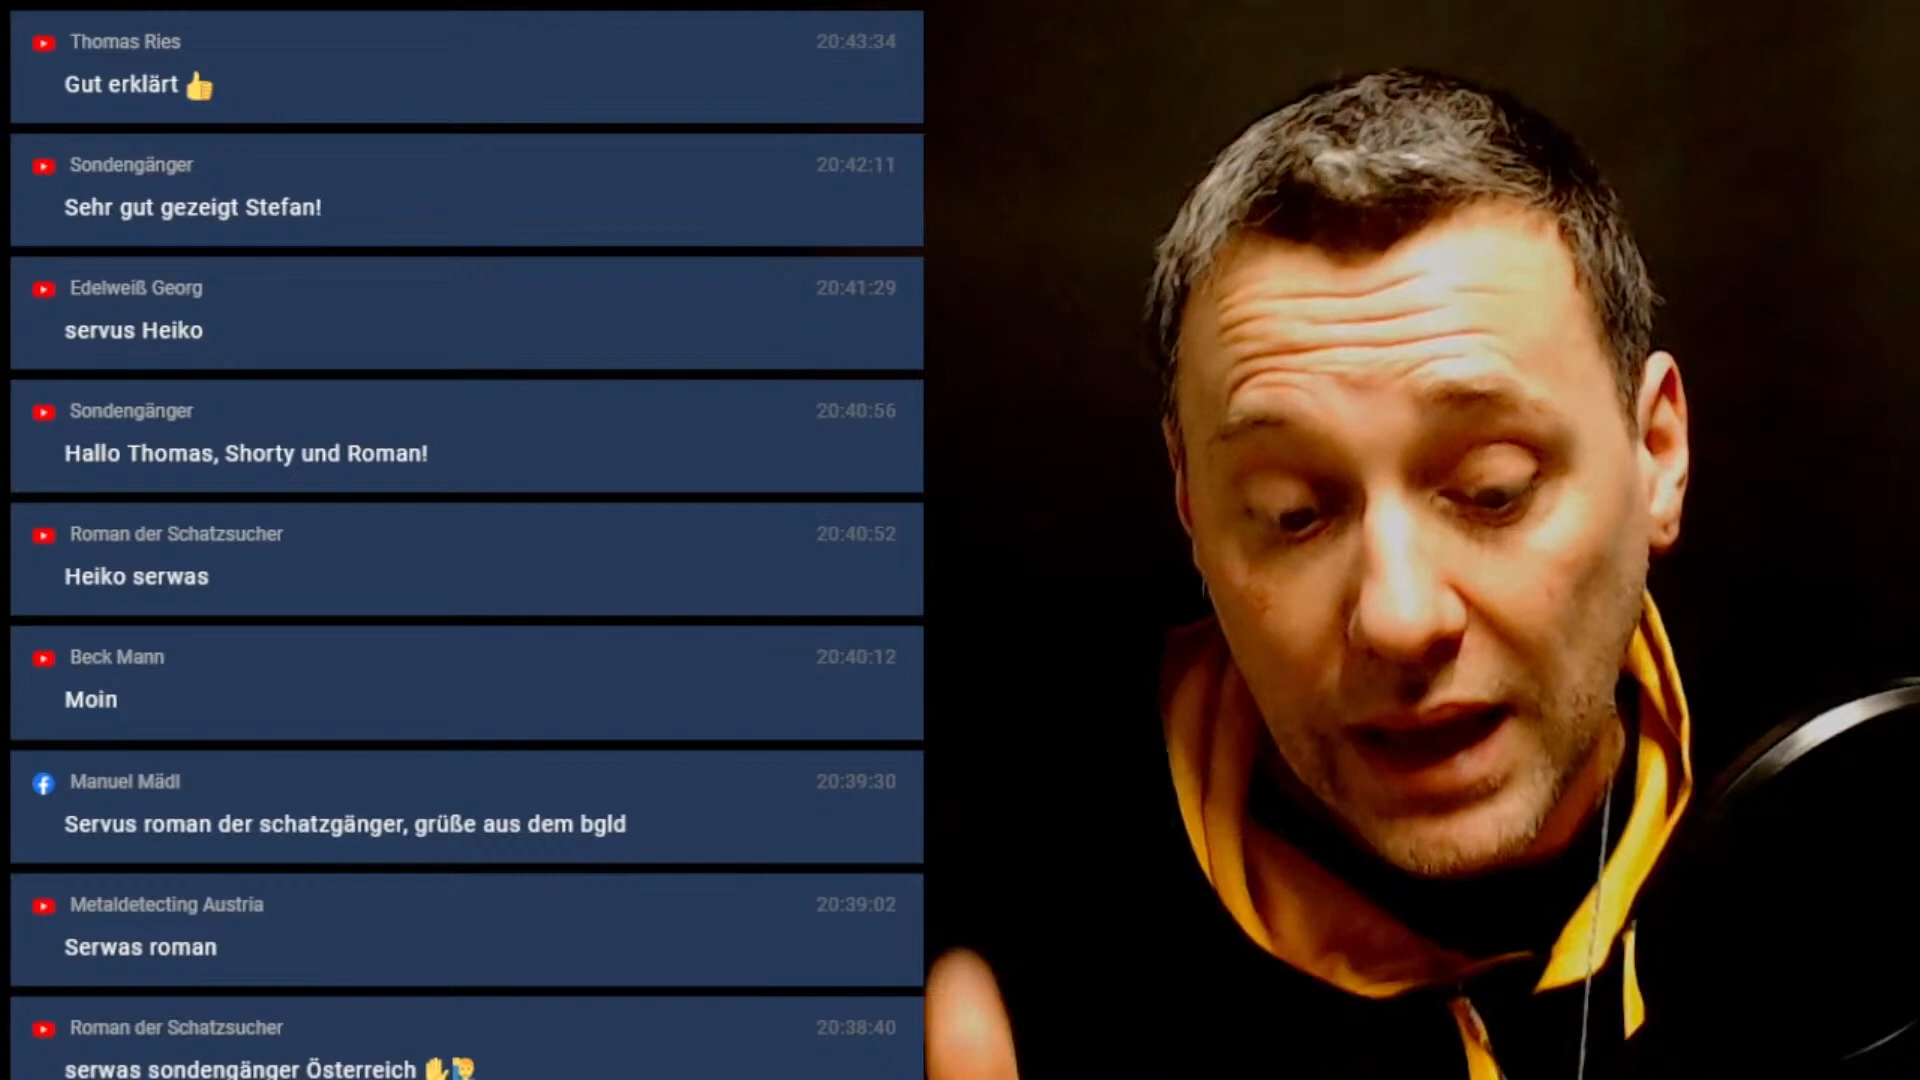 Thomas Ries 20:43:34
Gut erklärt 👍
Sondengänger 20:42:11
Sehr gut gezeigt Stefan!
Edelweiß Georg 20:41:29
servus Heiko
Sondengänger 20:40:56
Hallo Thomas, Shorty und Roman!
Roman der Schatzsucher 20:40:52
Heiko serwas
Beck Mann 20:40:12
Moin
Manuel Mädl 20:39:30
Servus roman der schatzgänger, grüße aus dem bgld
Metaldetecting Austria 20:39:02
Serwas roman
Roman der Schatzsucher 20:38:40
serwas sondengänger Österreich